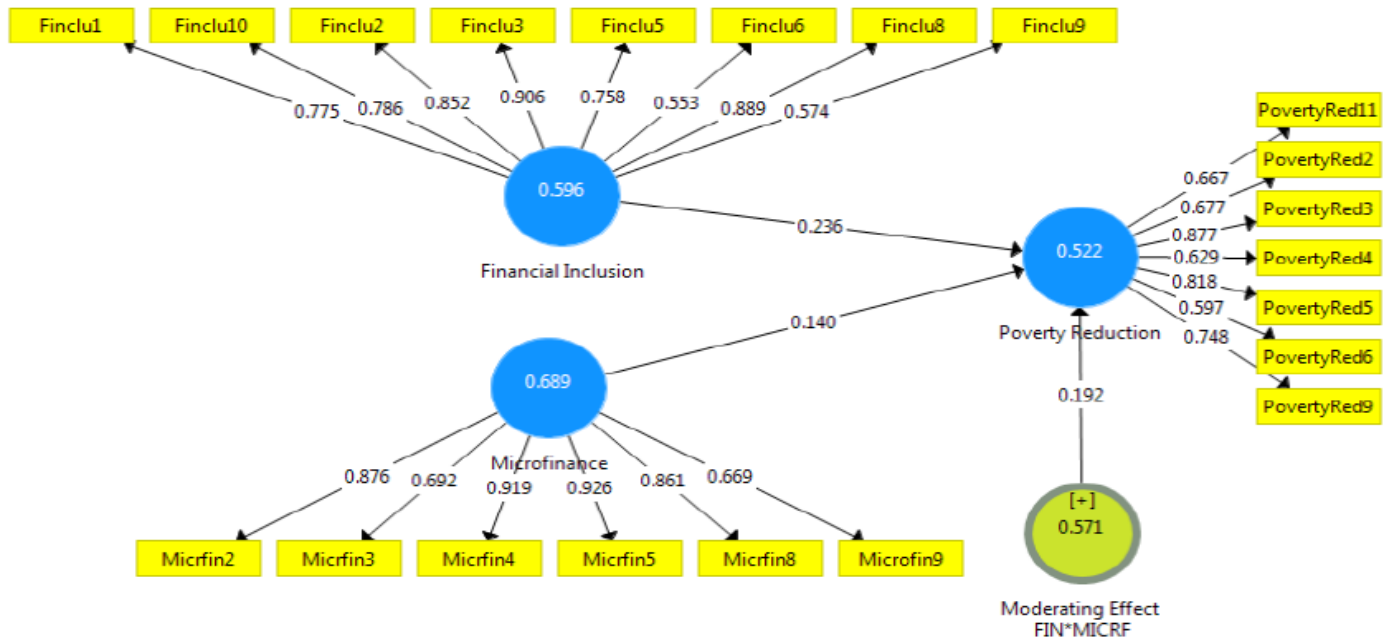 Finclu1 Finclu10 Finclu2 Finclu3 Finclu5 Finclu6 Finclu8 Finclu9
0.775 0.786 0.852 0.906 0.758 0.553 0.889 0.574
0.596
Financial Inclusion
0.236
0.140
0.689
Microfinance
0.876 0.692 0.919 0.926 0.861 0.669
Micrfin2 Micrfin3 Micrfin4 Micrfin5 Micrfin8 Microfin9
0.522
Poverty Reduction
0.667
0.677
0.877
0.629
0.818
0.597
0.748
PovertyRed11
PovertyRed2
PovertyRed3
PovertyRed4
PovertyRed5
PovertyRed6
PovertyRed9
0.192
[+]
0.571
Moderating Effect
FIN*MICRF